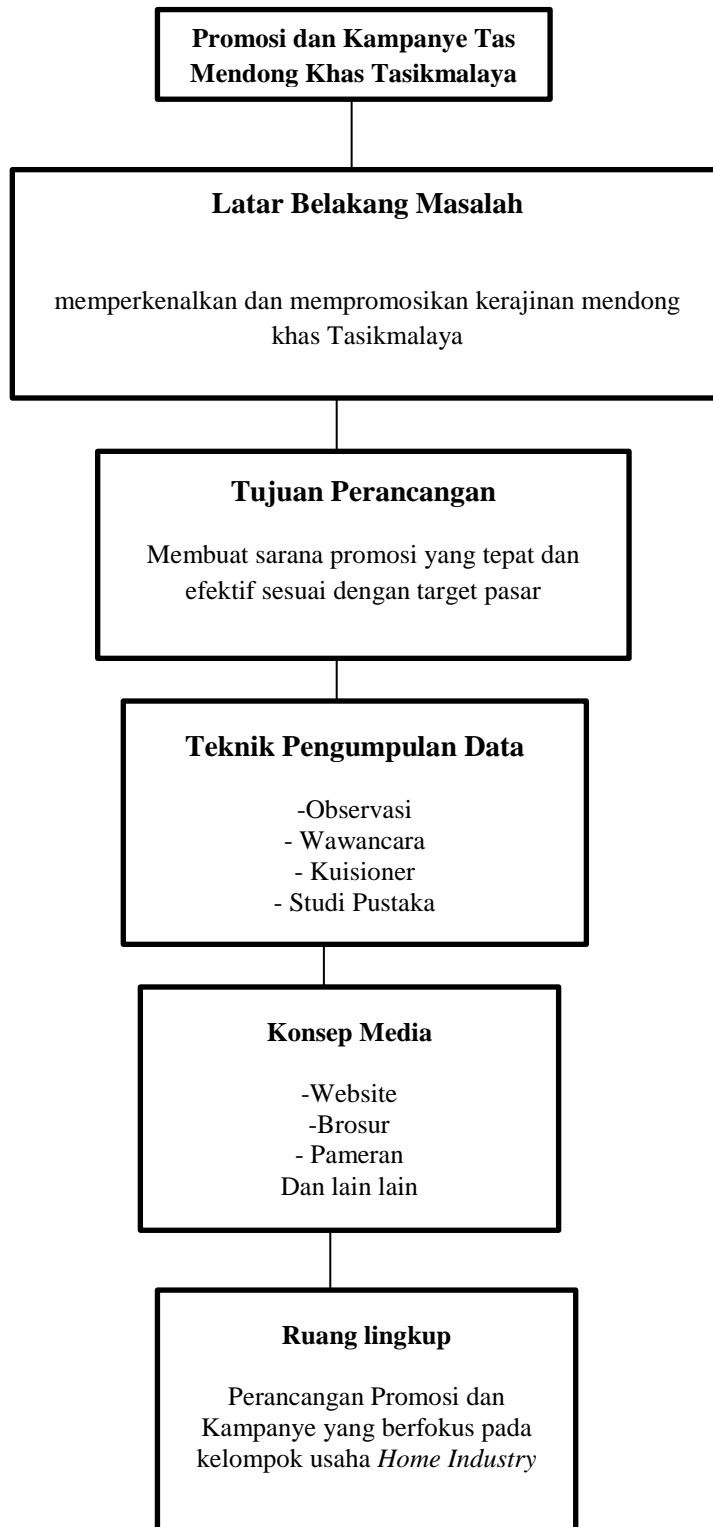 Promosi dan Kampanye Tas
Mendong Khas Tasikmalaya
Latar Belakang Masalah
memperkenalkan dan mempromosikan kerajinan mendong
khas Tasikmalaya
Tujuan Perancangan
Membuat sarana promosi yang tepat dan
efektif sesuai dengan target pasar
Teknik Pengumpulan Data
-Observasi
- Wawancara
- Kuisioner
- Studi Pustaka
Konsep Media
-Website
-Brosur
- Pameran
Dan lain lain
Ruang lingkup
Perancangan Promosi dan
Kampanye yang berfokus pada
kelompok usaha Home Industry